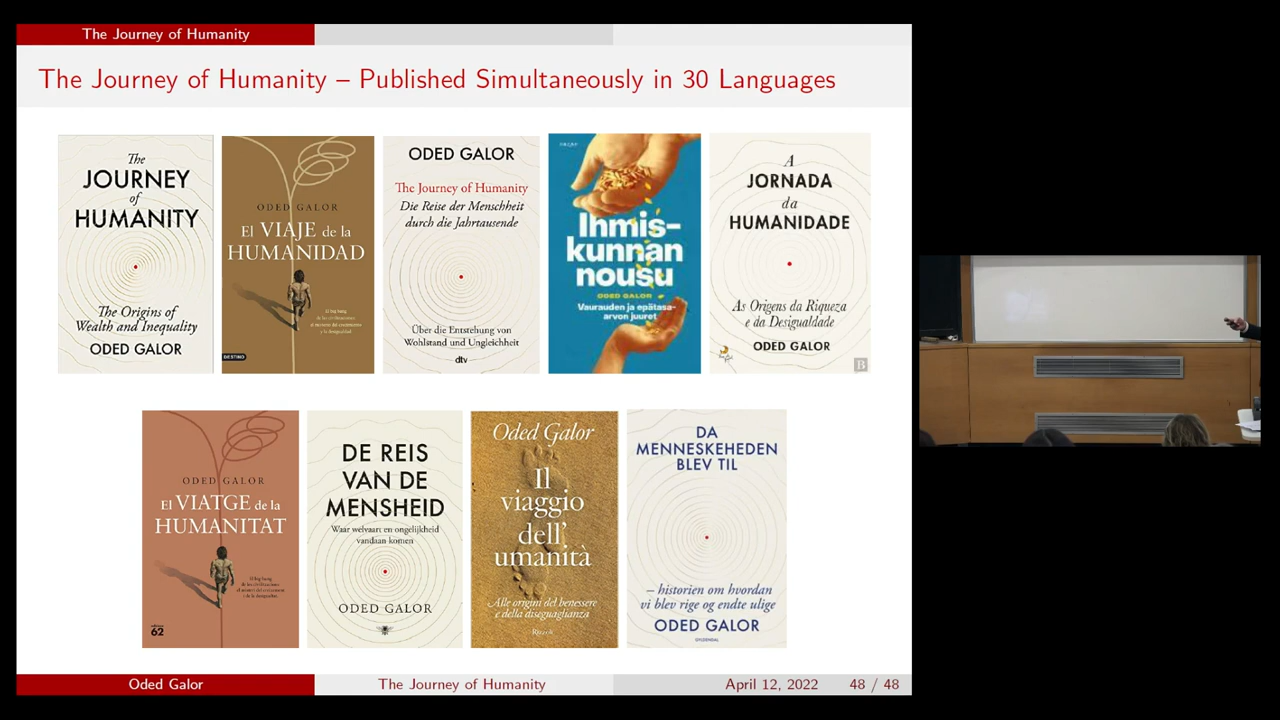 The Journey of Humanity
The Journey of Humanity – Published Simultaneously in 30 Languages
The
JOURNEY
of
HUMANITY
The Origins of
Wealth and Inequality
ODED GALOR
ODED GALOR
El VIAJE de la
HUMANIDAD
DESTINO
ODED GALOR
The Journey of Humanity
Die Reise der Menschheit
durch die Jahrtausende
Über die Entstehung von
Wohlstand und Ungleichheit
dtv
Ihmis-
kunnan
nousu
ODED GALOR
Vaurauden ja epätasa-
arvon juuret
A
JORNADA
da
HUMANIDADE
As Origens da Riqueza
e da Desigualdade
ODED GALOR
B
ODED GALOR
El VIATGE de la
HUMANITAT
62
DE REIS
VAN DE
MENSHEID
Waar welvaart en ongelijkheid
vandaan komen
ODED GALOR
Oded Galor
Il
viaggio
dell'
umanità
Alle origini del benessere
e della diseguaglianza
Rizzoli
DA
MENNESKEHEDEN
BLEV TIL
– historien om hvordan
vi blev rige og endte ulige
ODED GALOR
GYLDENDAL
Oded Galor
The Journey of Humanity
April 12, 2022
48 / 48